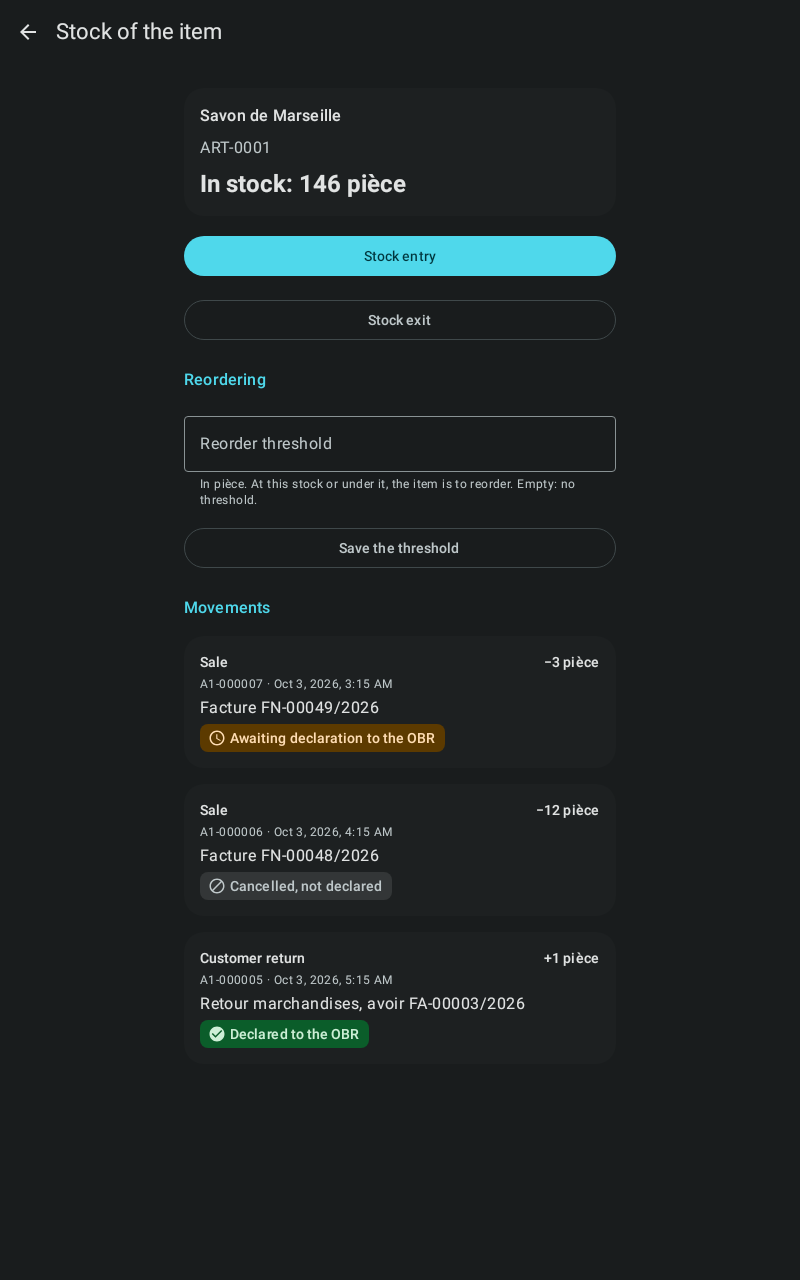 Stock of the item
Savon de Marseille
ART-0001
In stock: 146 pièce
Stock entry
Stock exit
Reordering
Reorder threshold
In pièce. At this stock or under it, the item is to reorder. Empty: no
threshold.
Save the threshold
Movements
Sale −3 pièce
A1-000007 · Oct 3, 2026, 3:15 AM
Facture FN-00049/2026
Awaiting declaration to the OBR
Sale −12 pièce
A1-000006 · Oct 3, 2026, 4:15 AM
Facture FN-00048/2026
Cancelled, not declared
Customer return +1 pièce
A1-000005 · Oct 3, 2026, 5:15 AM
Retour marchandises, avoir FA-00003/2026
Declared to the OBR